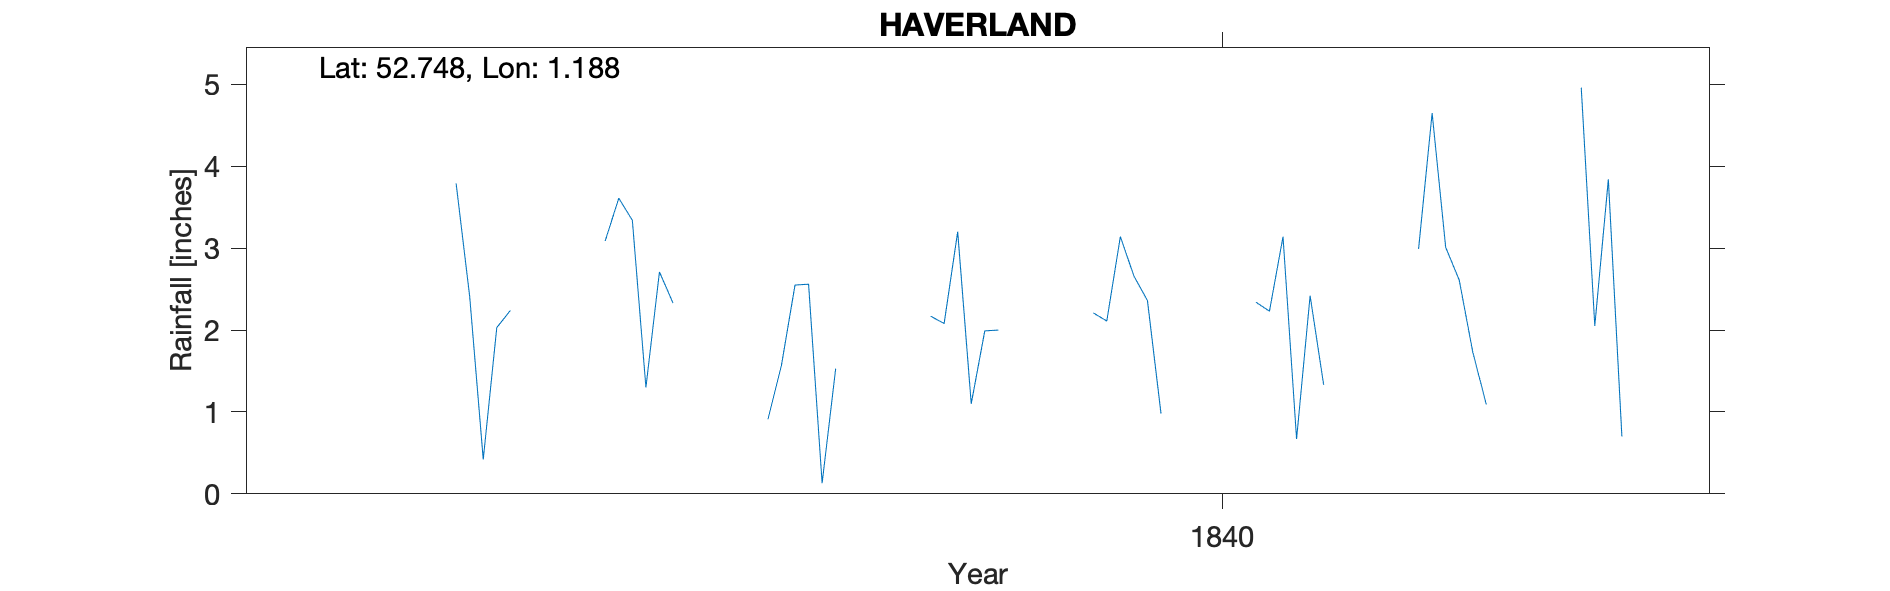 HAVERLAND
Lat: 52.748, Lon: 1.188
5
4
3
2
1
0
Rainfall [inches]
1840
Year